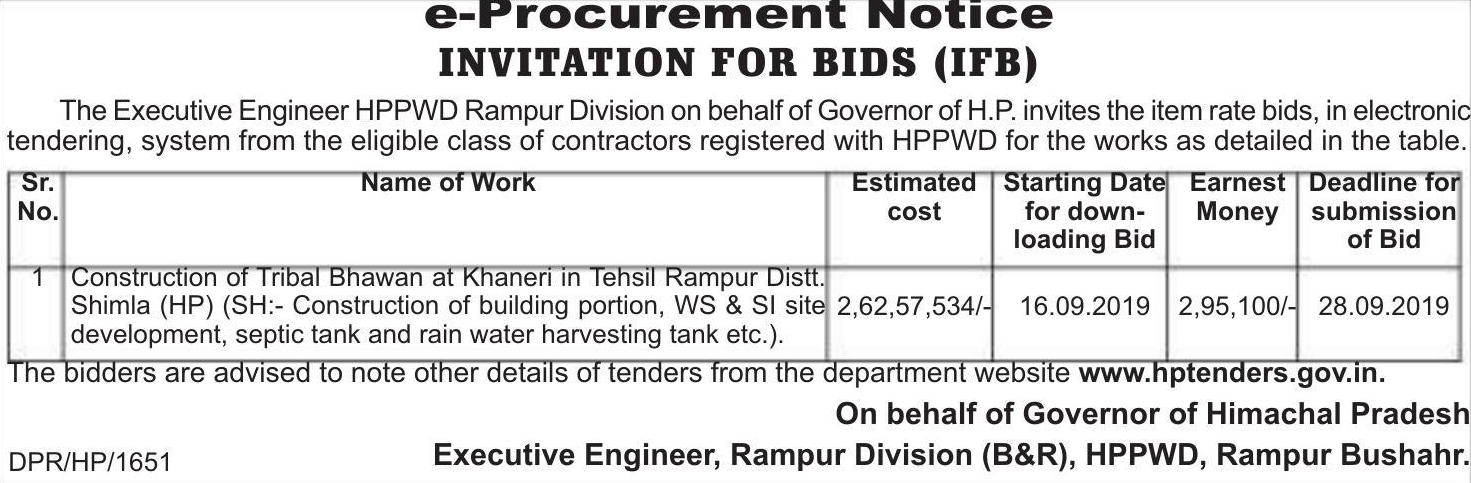 e-Procurement Notice
INVITATION FOR BIDS (IFB)
The Executive Engineer HPPWD Rampur Division on behalf of Governor of H.P. invites the item rate bids, in electronic
tendering, system from the eligible class of contractors registered with HPPWD for the works as detailed in the table.
Sr. No.
Name of Work
Estimated cost
Starting Date for down-loading Bid
Earnest Money
Deadline for submission of Bid
1
Construction of Tribal Bhawan at Khaneri in Tehsil Rampur Distt.
Shimla (HP) (SH:- Construction of building portion, WS & SI site
development, septic tank and rain water harvesting tank etc.).
2,62,57,534/-
16.09.2019
2,95,100/-
28.09.2019
The bidders are advised to note other details of tenders from the department website www.hptenders.gov.in.
On behalf of Governor of Himachal Pradesh
Executive Engineer, Rampur Division (B&R), HPPWD, Rampur Bushahr.
DPR/HP/1651